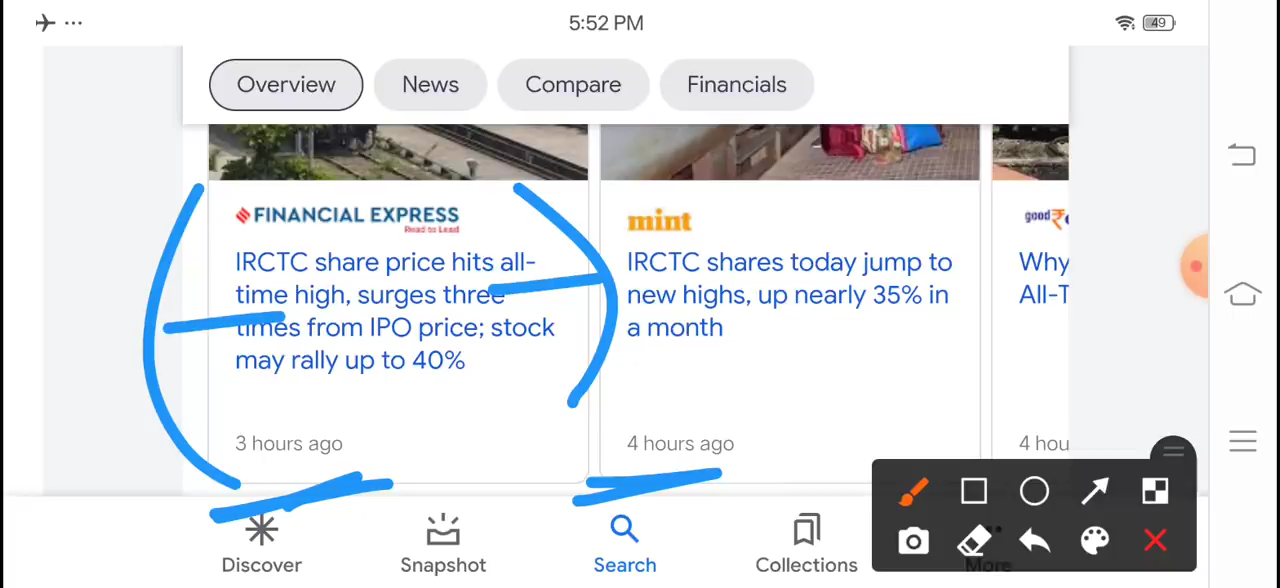 5:52 PM
49
Overview
News
Compare
Financials
FINANCIAL EXPRESS
Read to Lead
IRCTC share price hits all-
time high, surges three
times from IPO price; stock
may rally up to 40%
3 hours ago
mint
IRCTC shares today jump to
new highs, up nearly 35% in
a month
4 hours ago
good
Why
All-T
4 hou
Discover
Snapshot
Search
Collections
More